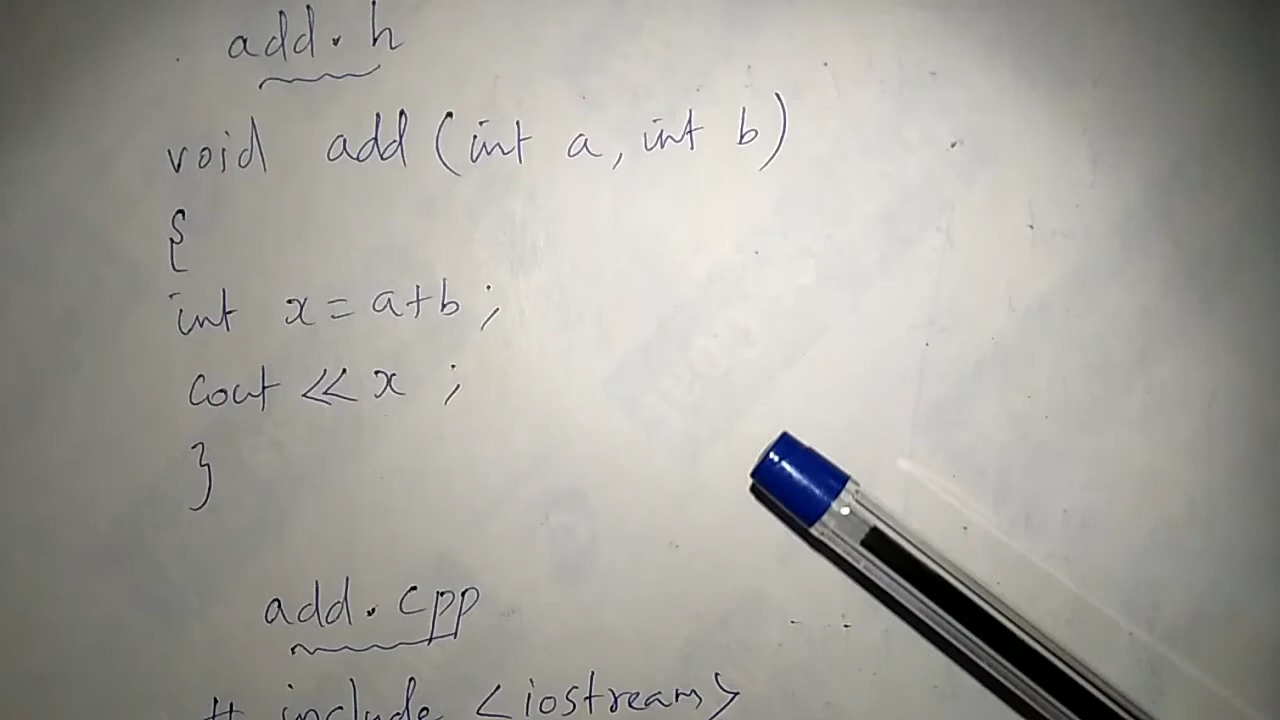 add.h
void add (int a, int b)
{
int x = a+b ;
cout << x ;
}
add.cpp
# include <iostream>